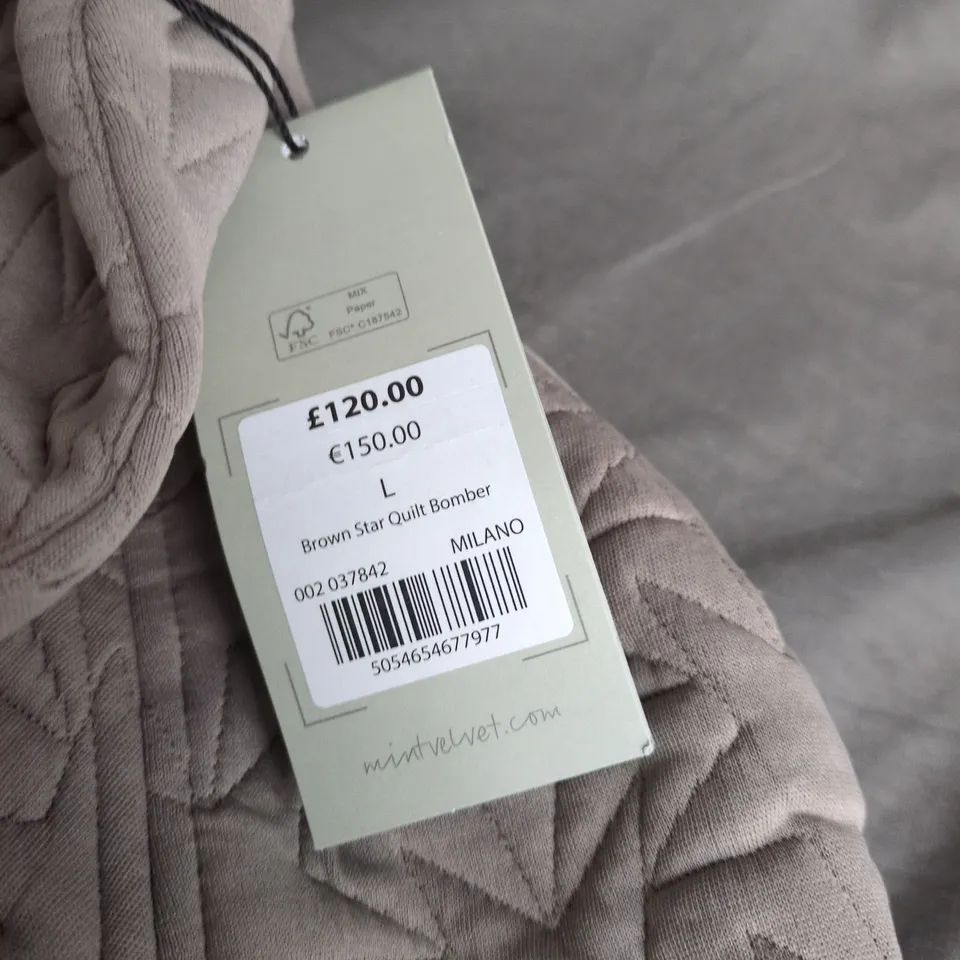 MIX
Paper
FSC® C187842
FSC
£120.00
€150.00
L
Brown Star Quilt Bomber
MILANO
002 037842
5054654677977
mintvelvet.com